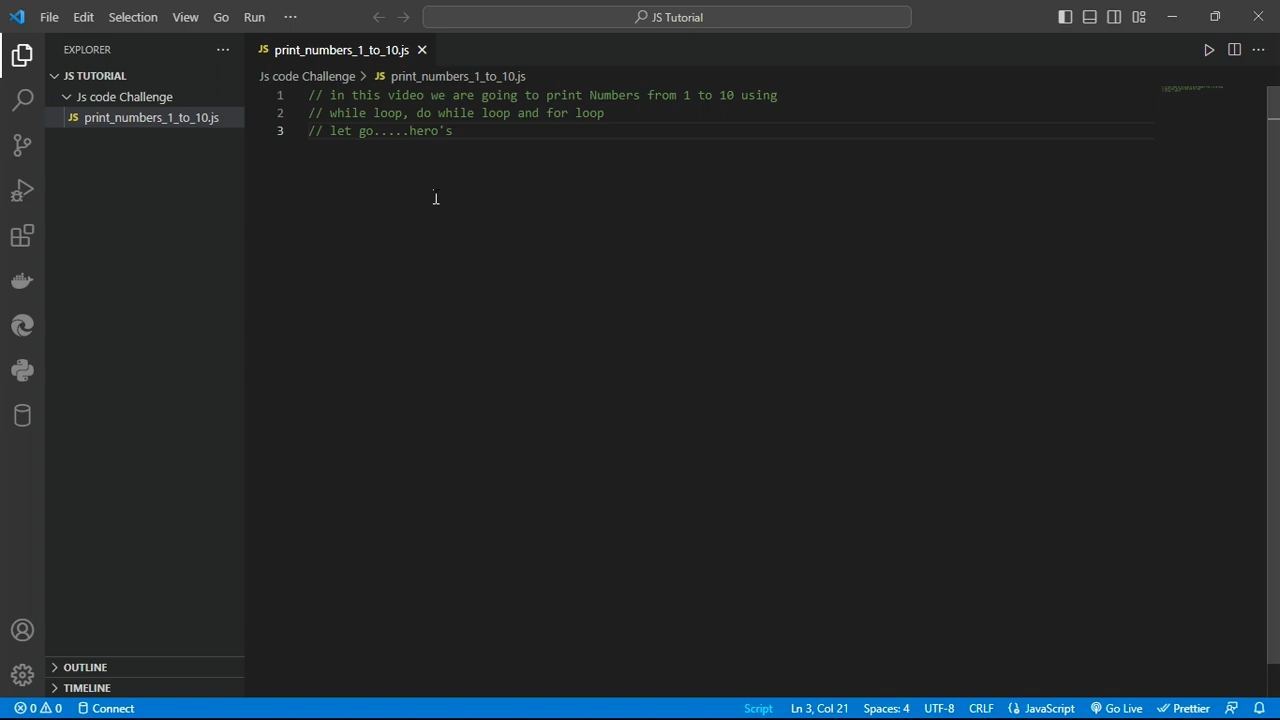 File Edit Selection View Go Run ··· JS Tutorial
EXPLORER ···
JS print_numbers_1_to_10.js
JS TUTORIAL
Js code Challenge > JS print_numbers_1_to_10.js
Js code Challenge
JS print_numbers_1_to_10.js
1 // in this video we are going to print Numbers from 1 to 10 using
2 // while loop, do while loop and for loop
3 // let go.....hero's
OUTLINE
TIMELINE
0 0 Connect Script Ln 3, Col 21 Spaces: 4 UTF-8 CRLF JavaScript Go Live Prettier